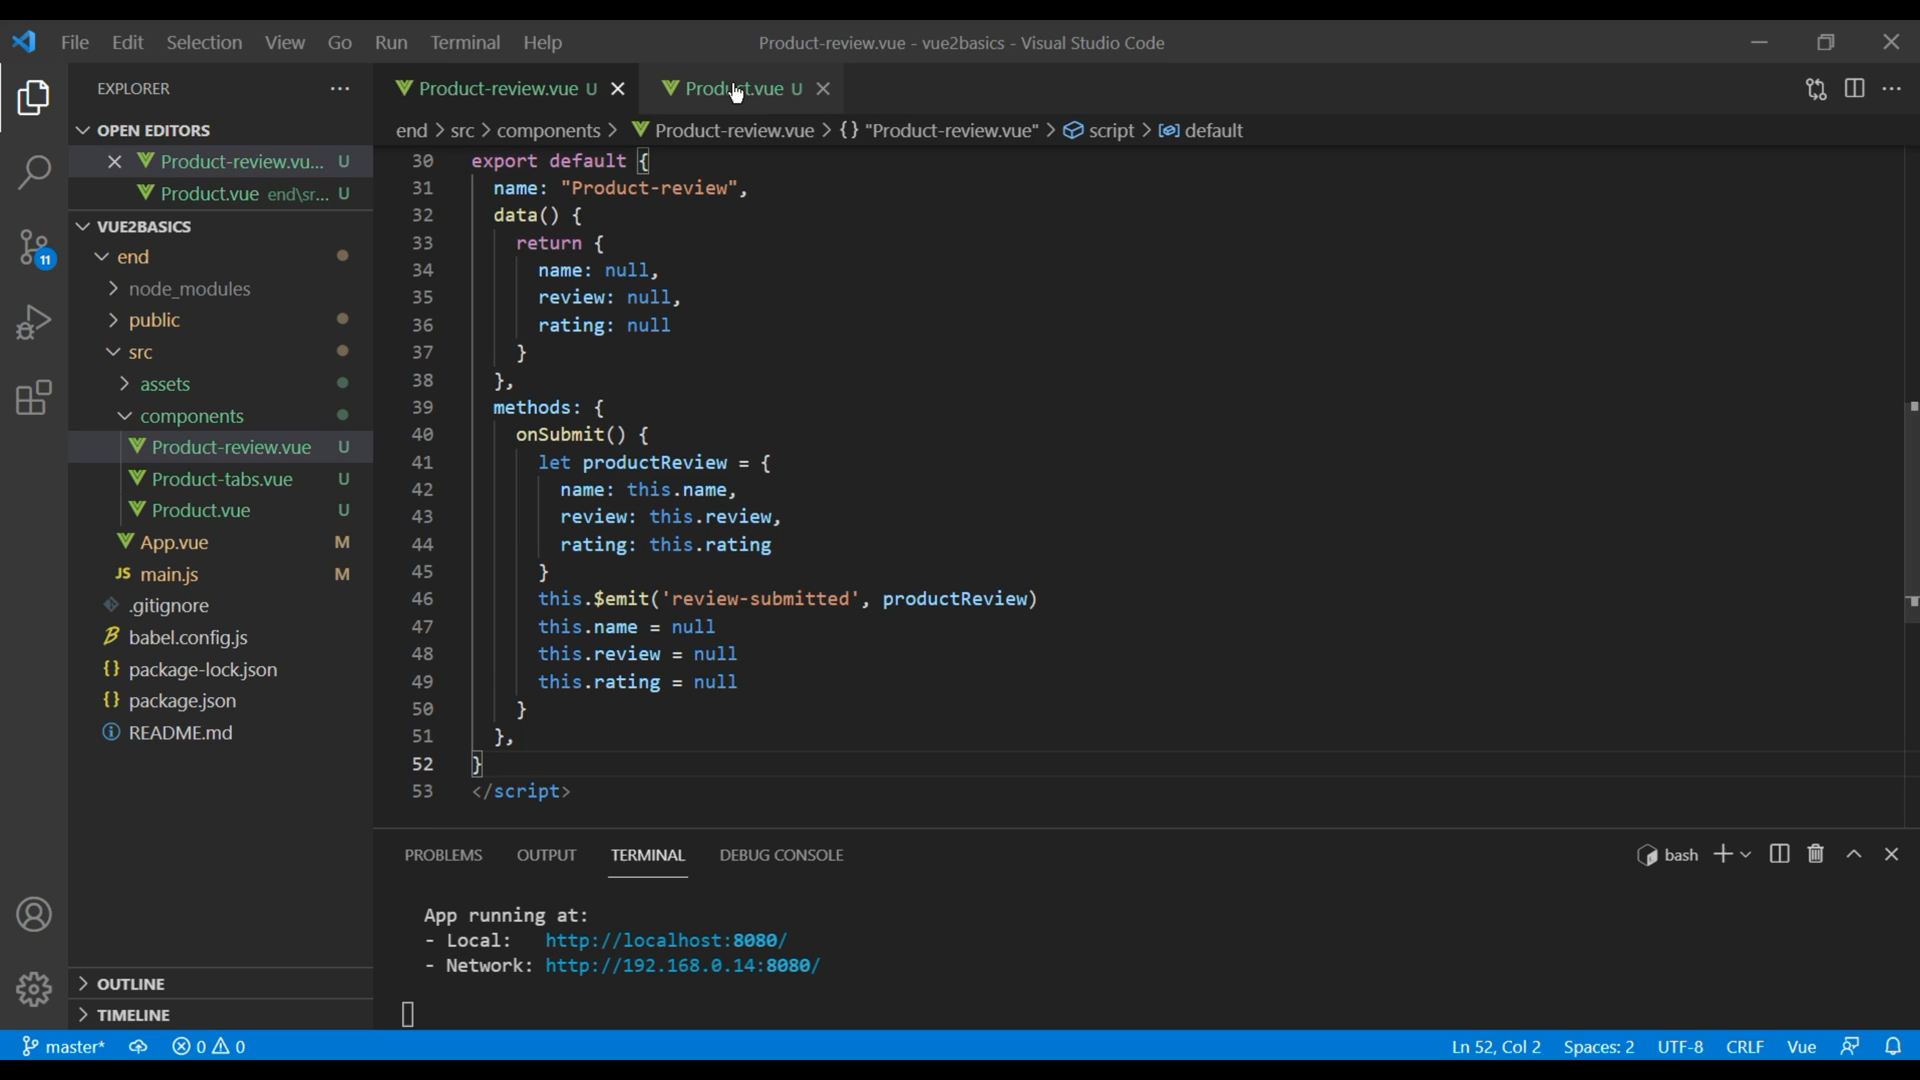 File Edit Selection View Go Run Terminal Help
Product-review.vue - vue2basics - Visual Studio Code
EXPLORER
OPEN EDITORS
Product-review.vu... U
Product.vue end\sr... U
VUE2BASICS
end
node_modules
public
src
assets
components
Product-review.vue U
Product-tabs.vue U
Product.vue U
App.vue M
JS main.js M
.gitignore
babel.config.js
{} package-lock.json
{} package.json
README.md
OUTLINE
TIMELINE
11
Product-review.vue U
Product.vue U
end > src > components > Product-review.vue > {} "Product-review.vue" > script > default
30 export default {
31 name: "Product-review",
32 data() {
33 return {
34 name: null,
35 review: null,
36 rating: null
37 }
38 },
39 methods: {
40 onSubmit() {
41 let productReview = {
42 name: this.name,
43 review: this.review,
44 rating: this.rating
45 }
46 this.$emit('review-submitted', productReview)
47 this.name = null
48 this.review = null
49 this.rating = null
50 }
51 },
52 }
53 </script>
PROBLEMS OUTPUT TERMINAL DEBUG CONSOLE
bash
App running at:
- Local: http://localhost:8080/
- Network: http://192.168.0.14:8080/
master* 0 0
Ln 52, Col 2 Spaces: 2 UTF-8 CRLF Vue